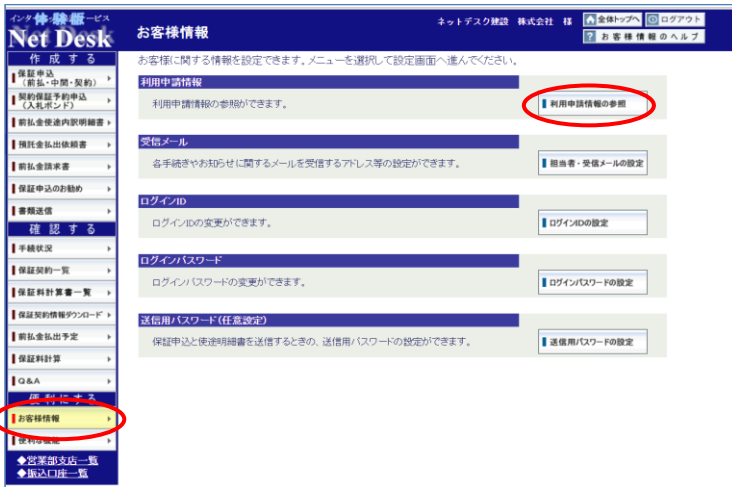 インタ体・験・版ービス
Net Desk
お客様情報
ネットデスク建設 株式会社 様
全体トップへ
ログアウト
? お客様情報のヘルプ
お客様に関する情報を設定できます。メニューを選択して設定画面へ進んでください。
作成する
保証申込
(前払・中間・契約)
契約保証予約申込
(入札ボンド)
前払金使途内訳明細書
預託金払出依頼書
前払金請求書
保証申込のお勧め
書類送信
確認する
手続状況
保証契約一覧
保証料計算書一覧
保証契約情報ダウンロード
前払金払出予定
保証料計算
Q&A
便利にする
お客様情報
便利な機能
◆営業部支店一覧
◆振込口座一覧
利用申請情報
利用申請情報の参照ができます。
利用申請情報の参照
受信メール
各手続きやお知らせに関するメールを受信するアドレス等の設定ができます。
担当者・受信メールの設定
ログインID
ログインIDの変更ができます。
ログインIDの設定
ログインパスワード
ログインパスワードの変更ができます。
ログインパスワードの設定
送信用パスワード(任意設定)
保証申込と使途明細書を送信するときの、送信用パスワードの設定ができます。
送信用パスワードの設定